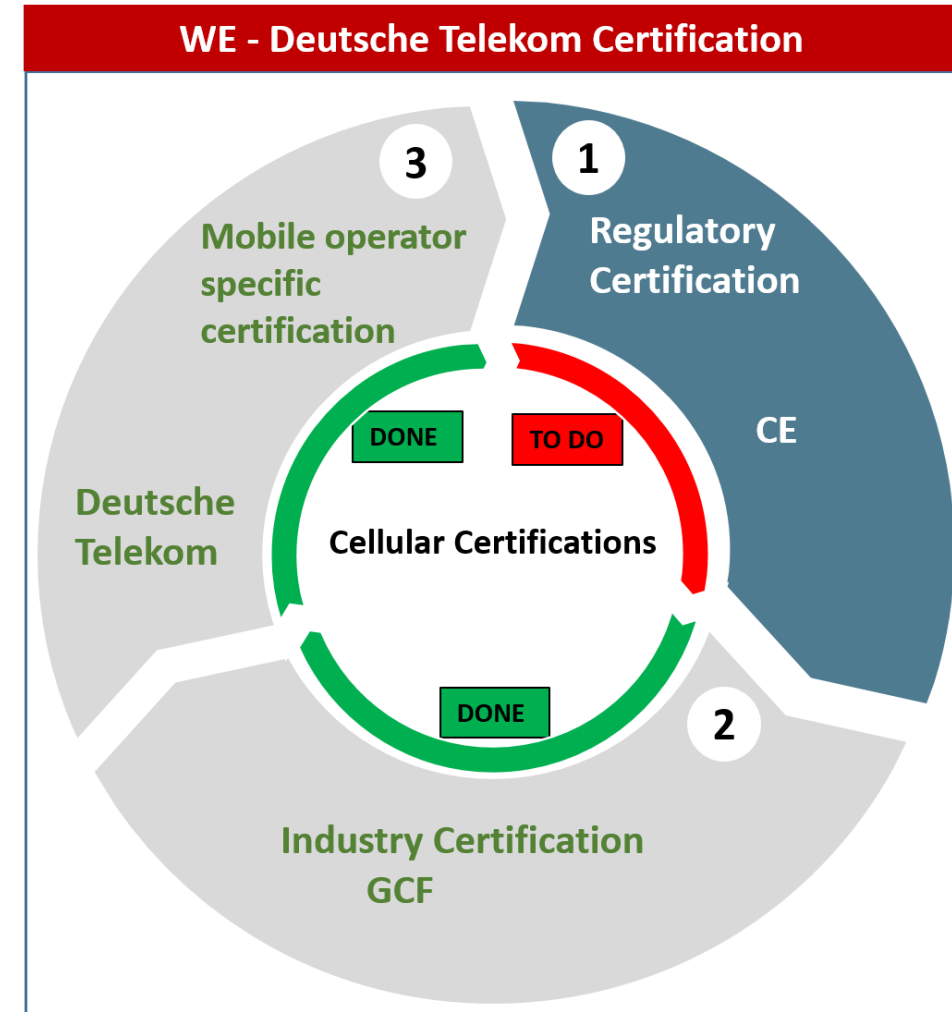 WE - Deutsche Telekom Certification
1
Regulatory
Certification
CE
TO DO
2
Industry Certification
GCF
DONE
3
Mobile operator
specific
certification
Deutsche
Telekom
DONE
Cellular Certifications